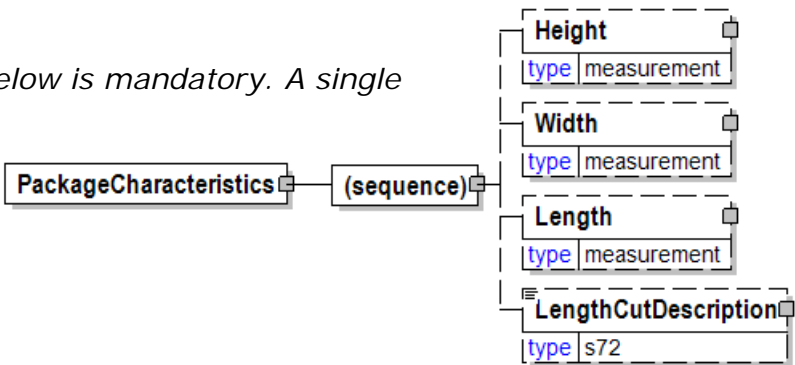 Height
type measurement
elow is mandatory. A single
Width
type measurement
PackageCharacteristics
(sequence)
Length
type measurement
LengthCutDescription
type s72